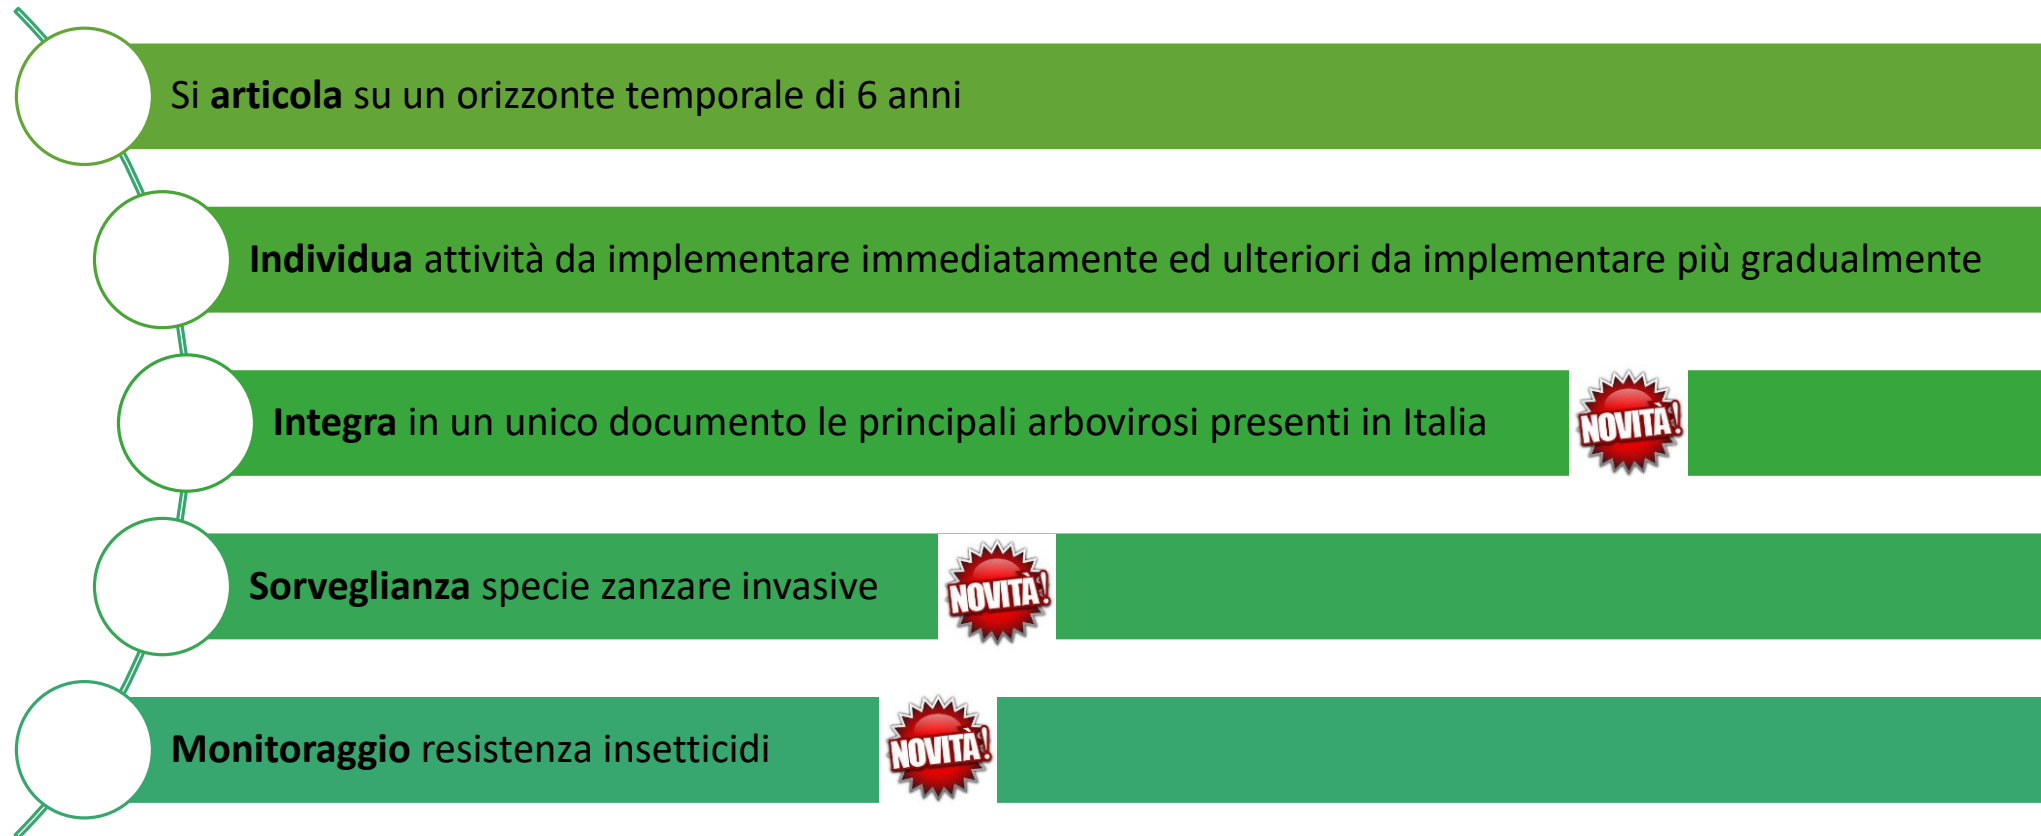 Si articola su un orizzonte temporale di 6 anni
Individua attività da implementare immediatamente ed ulteriori da implementare più gradualmente
Integra in un unico documento le principali arbovirosi presenti in Italia
NOVITÀ!
Sorveglianza specie zanzare invasive
NOVITÀ!
Monitoraggio resistenza insetticidi
NOVITÀ!